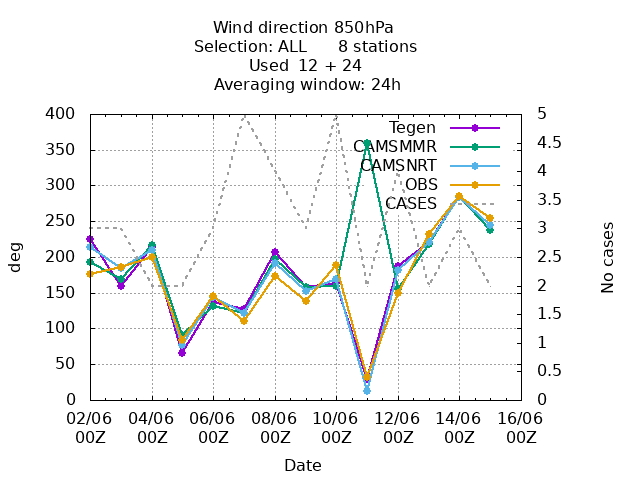 Wind direction 850hPa
Selection: ALL 8 stations
Used 12 + 24
Averaging window: 24h
400
350
300
250
200
150
100
50
0
deg
5
4.5
4
3.5
3
2.5
2
1.5
1
0.5
0
No cases
Tegen
CAMSMMR
CAMSNRT
OBS
CASES
02/06 04/06 06/06 08/06 10/06 12/06 14/06 16/06
00Z 00Z 00Z 00Z 00Z 00Z 00Z 00Z
Date